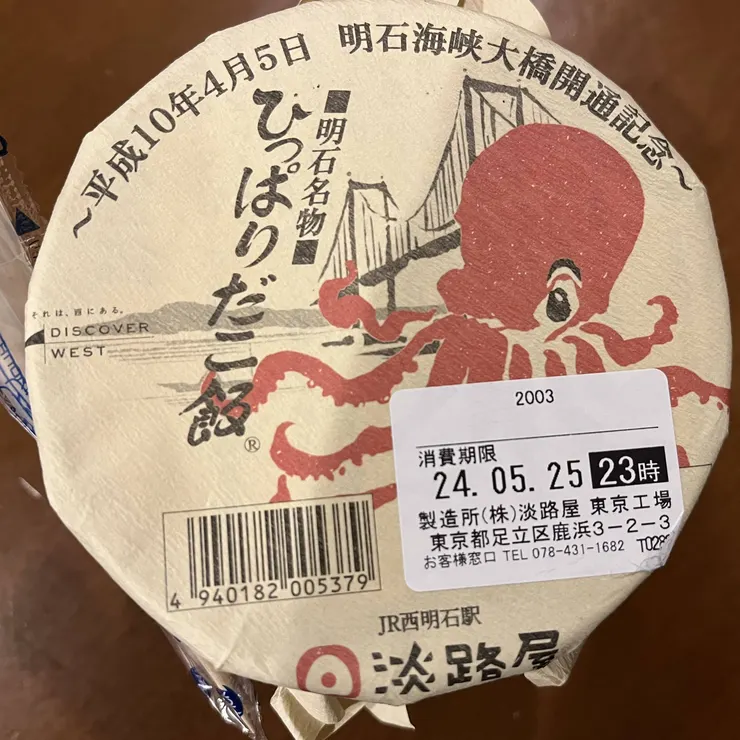 ~平成10年4月5日 明石海峡大橋開通記念~
明石名物
ひっぱりだこ飯®
それは、西にある。
DISCOVER
WEST
2003
消費期限
24.05.25 23時
製造所(株)淡路屋 東京工場
東京都足立区鹿浜3-2-3
お客様窓口 TEL 078-431-1682
4 940182 005379
JR西明石駅
淡路屋